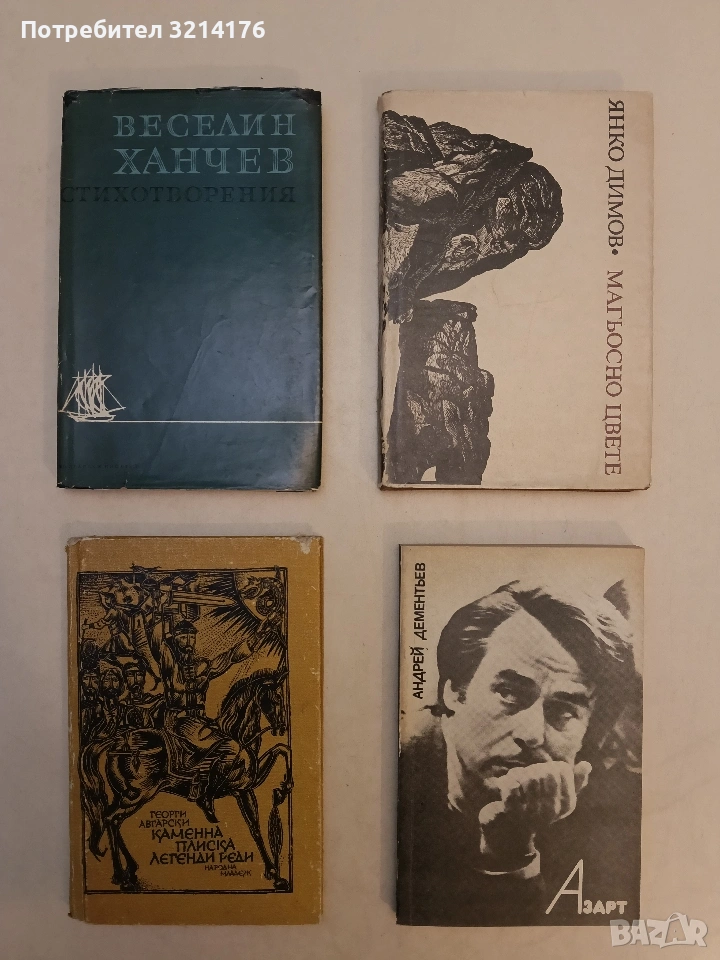 Потребител 3214176
ВЕСЕЛИН
ХАНЧЕВ
СТИХОТВОРЕНИЯ
ЯНКО ДИМОВ • МАГЬОСНО ЦВЕТЕ
ГЕОРГИ
АВГАРСКИ
КАМЕННА
ПЛИСКА
ЛЕГЕНДИ РЕДИ
НАРОДНА
МЛАДЕЖ
АНДРЕЙ ДЕМЕНТЬЕВ
АЗАРТ
BAZAR